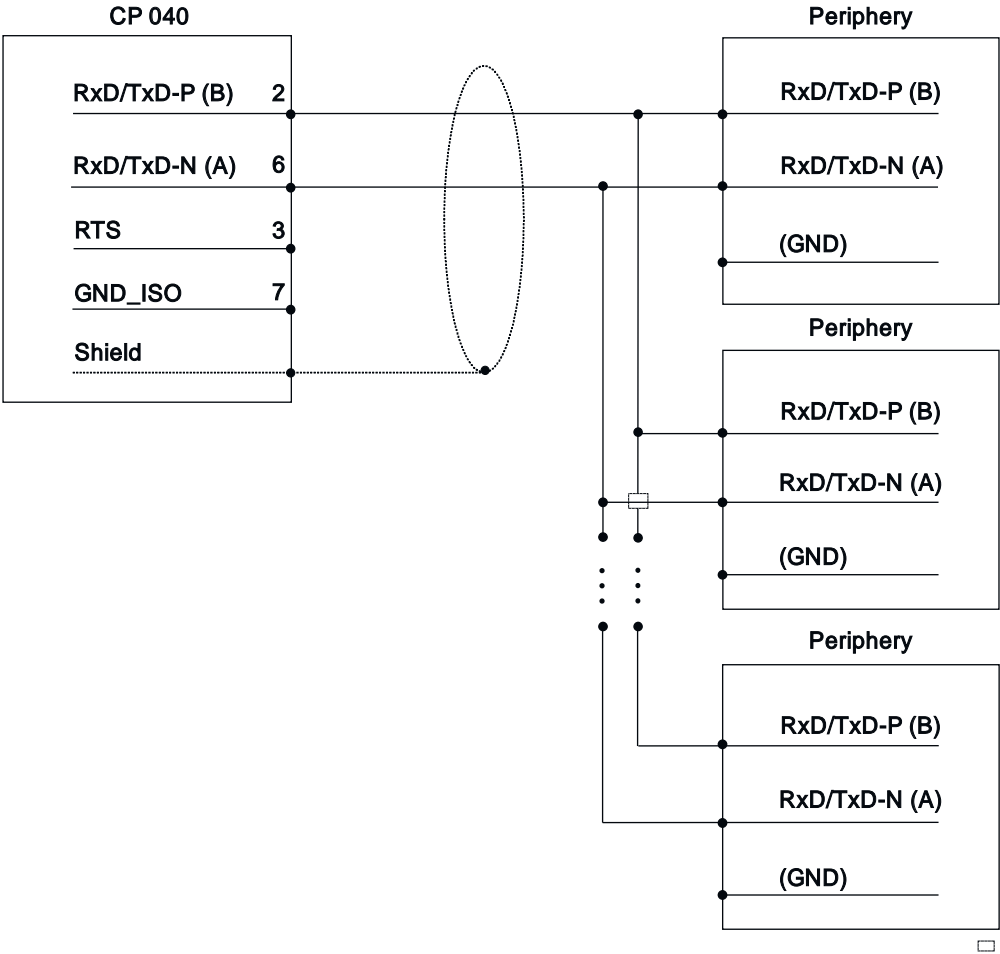 CP 040
RxD/TxD-P (B) 2
RxD/TxD-N (A) 6
RTS 3
GND_ISO 7
Shield
Periphery
RxD/TxD-P (B)
RxD/TxD-N (A)
(GND)
Periphery
RxD/TxD-P (B)
RxD/TxD-N (A)
(GND)
Periphery
RxD/TxD-P (B)
RxD/TxD-N (A)
(GND)